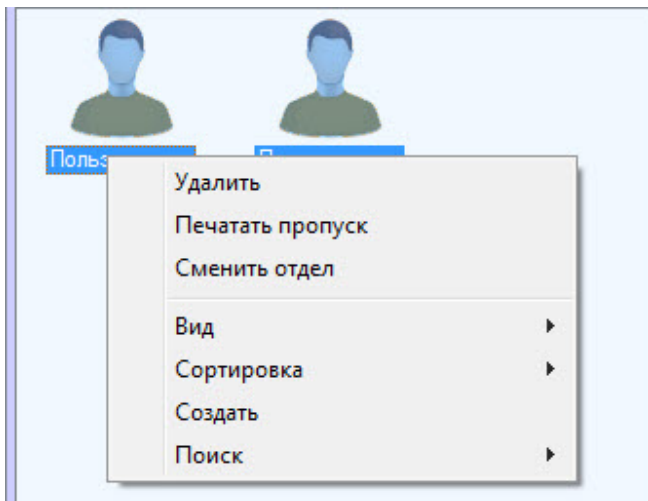 Удалить
Печатать пропуск
Сменить отдел
Вид
Сортировка
Создать
Поиск